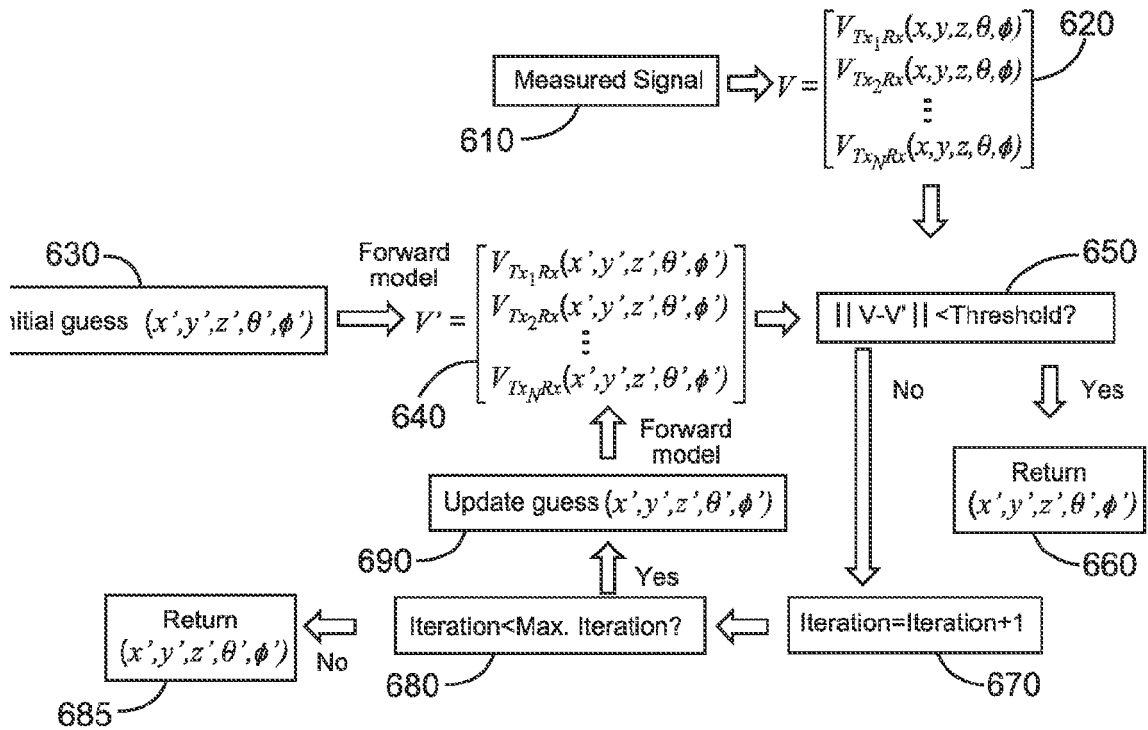 Measured Signal
610
V =
V_{Tx_1Rx}(x,y,z,θ,ϕ)
V_{Tx_2Rx}(x,y,z,θ,ϕ)
⋮
V_{Tx_NRx}(x,y,z,θ,ϕ)
620
630
nitial guess (x',y',z',θ',ϕ')
Forward
model
V' =
V_{Tx_1Rx}(x',y',z',θ',ϕ')
V_{Tx_2Rx}(x',y',z',θ',ϕ')
⋮
V_{Tx_NRx}(x',y',z',θ',ϕ')
640
650
||V-V'||<Threshold?
No
Yes
Return
(x',y',z',θ',ϕ')
660
Forward
model
Update guess (x',y',z',θ',ϕ')
690
Yes
Iteration=Iteration+1
670
Iteration<Max. Iteration?
680
No
Return
(x',y',z',θ',ϕ')
685